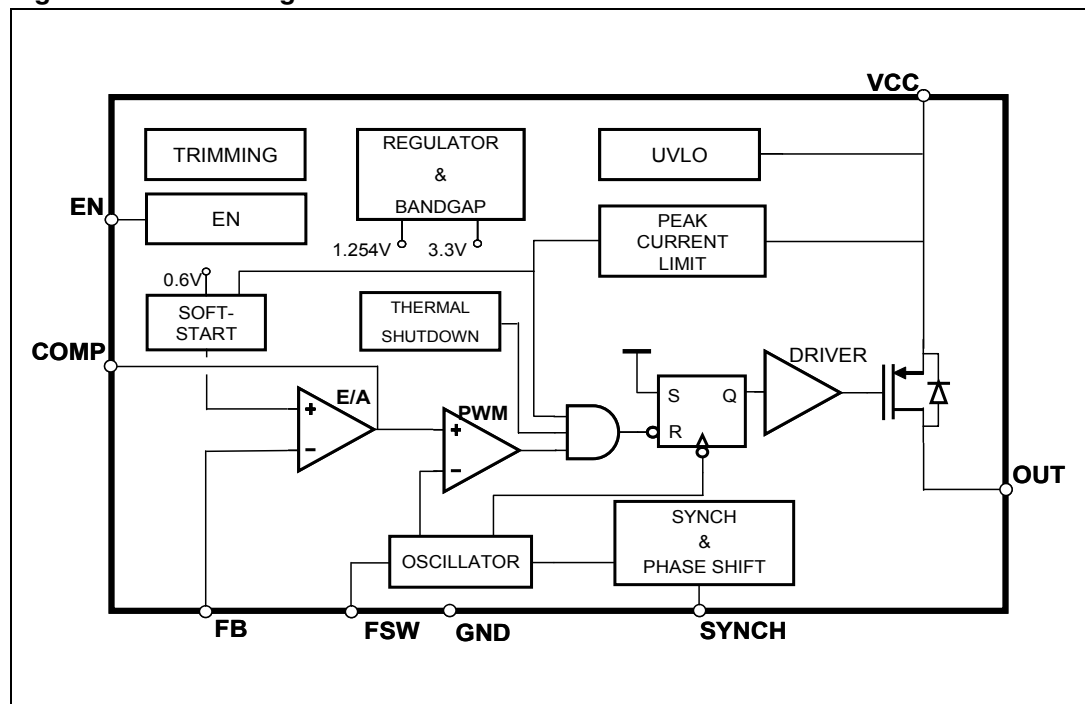 VCC
TRIMMING
REGULATOR
&
BANDGAP
UVLO
EN
EN
1.254V
3.3V
PEAK
CURRENT
LIMIT
0.6V
SOFT-
START
THERMAL
SHUTDOWN
COMP
DRIVER
E/A
+
-
PWM
+
-
S
Q
R
OUT
OSCILLATOR
SYNCH
&
PHASE SHIFT
FB
FSW
GND
SYNCH